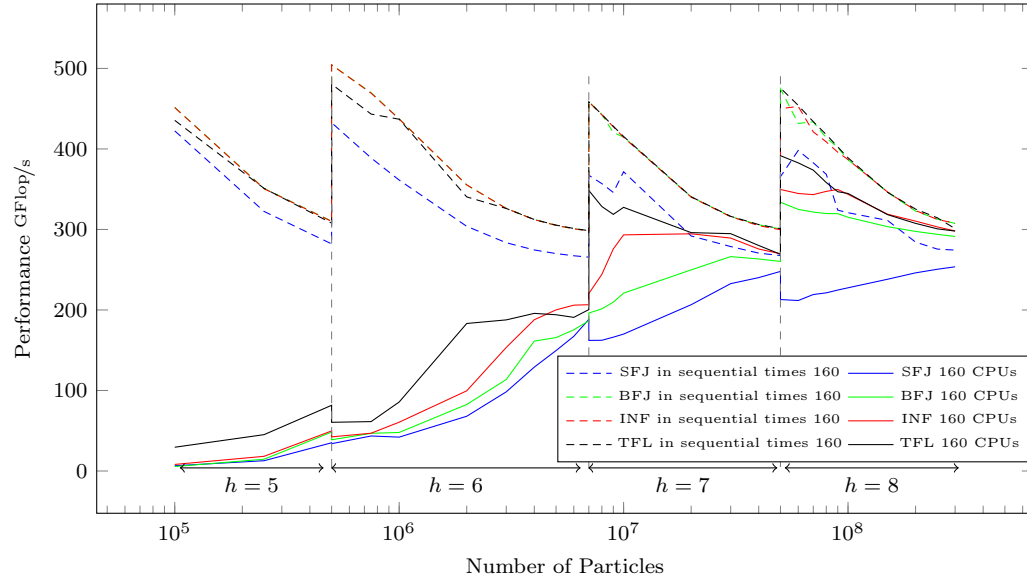 500
400
300
200
100
0
Performance GFlop/s
SFJ in sequential times 160 SFJ 160 CPUs
BFJ in sequential times 160 BFJ 160 CPUs
INF in sequential times 160 INF 160 CPUs
TFL in sequential times 160 TFL 160 CPUs
h = 5 h = 6 h = 7 h = 8
10^5 10^6 10^7 10^8
Number of Particles